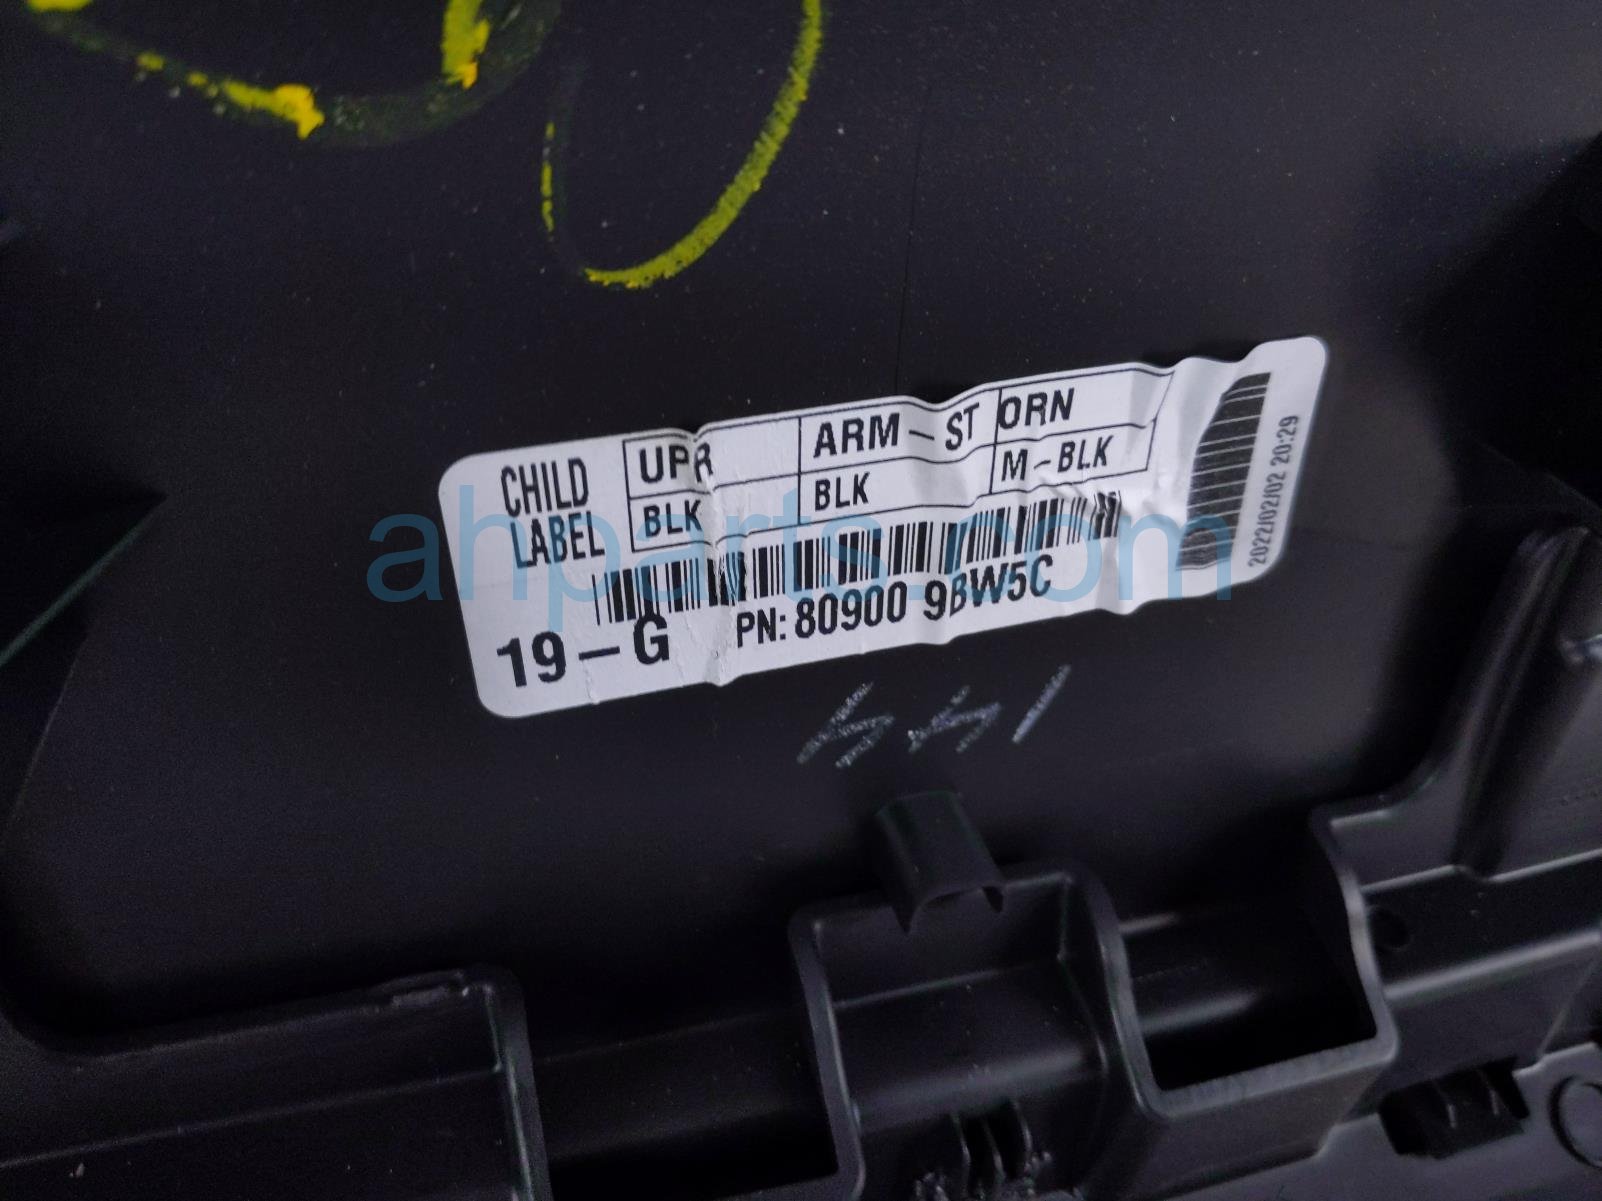 CHILD LABEL
UPR ARM-ST ORN
BLK BLK M-BLK
19-G PN: 80900 9BW5C
2022/02/02 20:29
ahparts.com